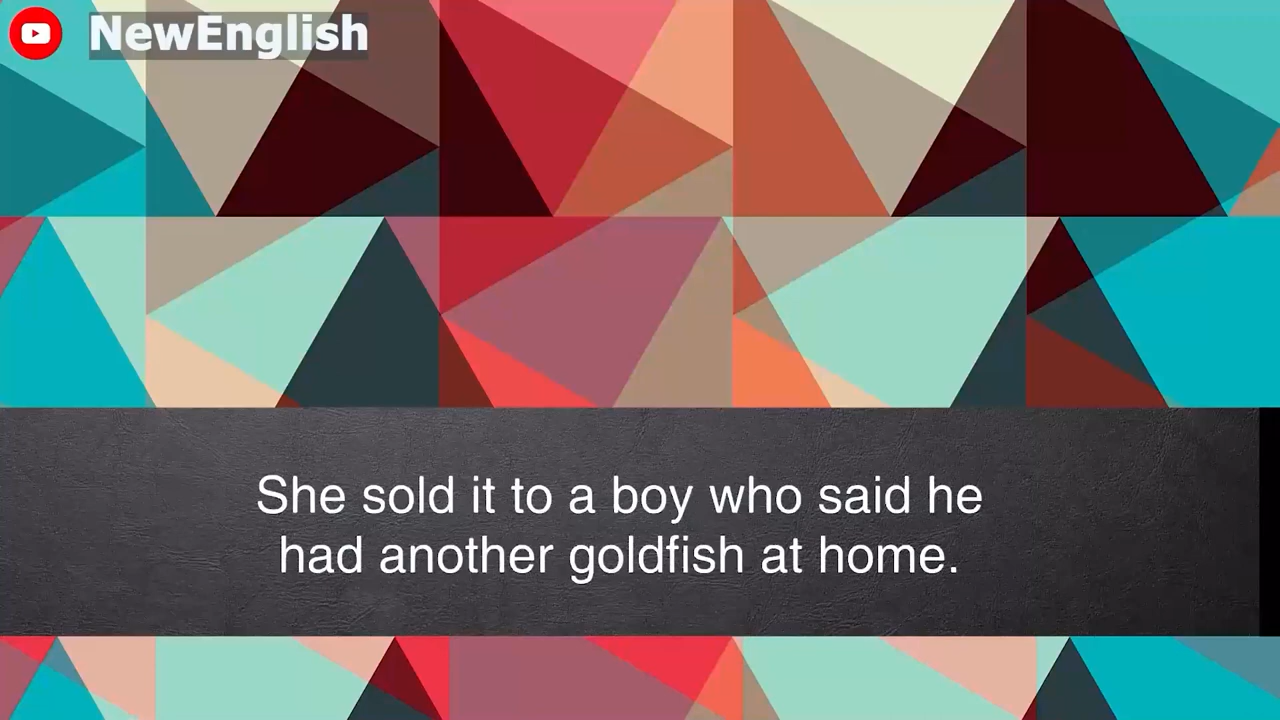 NewEnglish
She sold it to a boy who said he
had another goldfish at home.